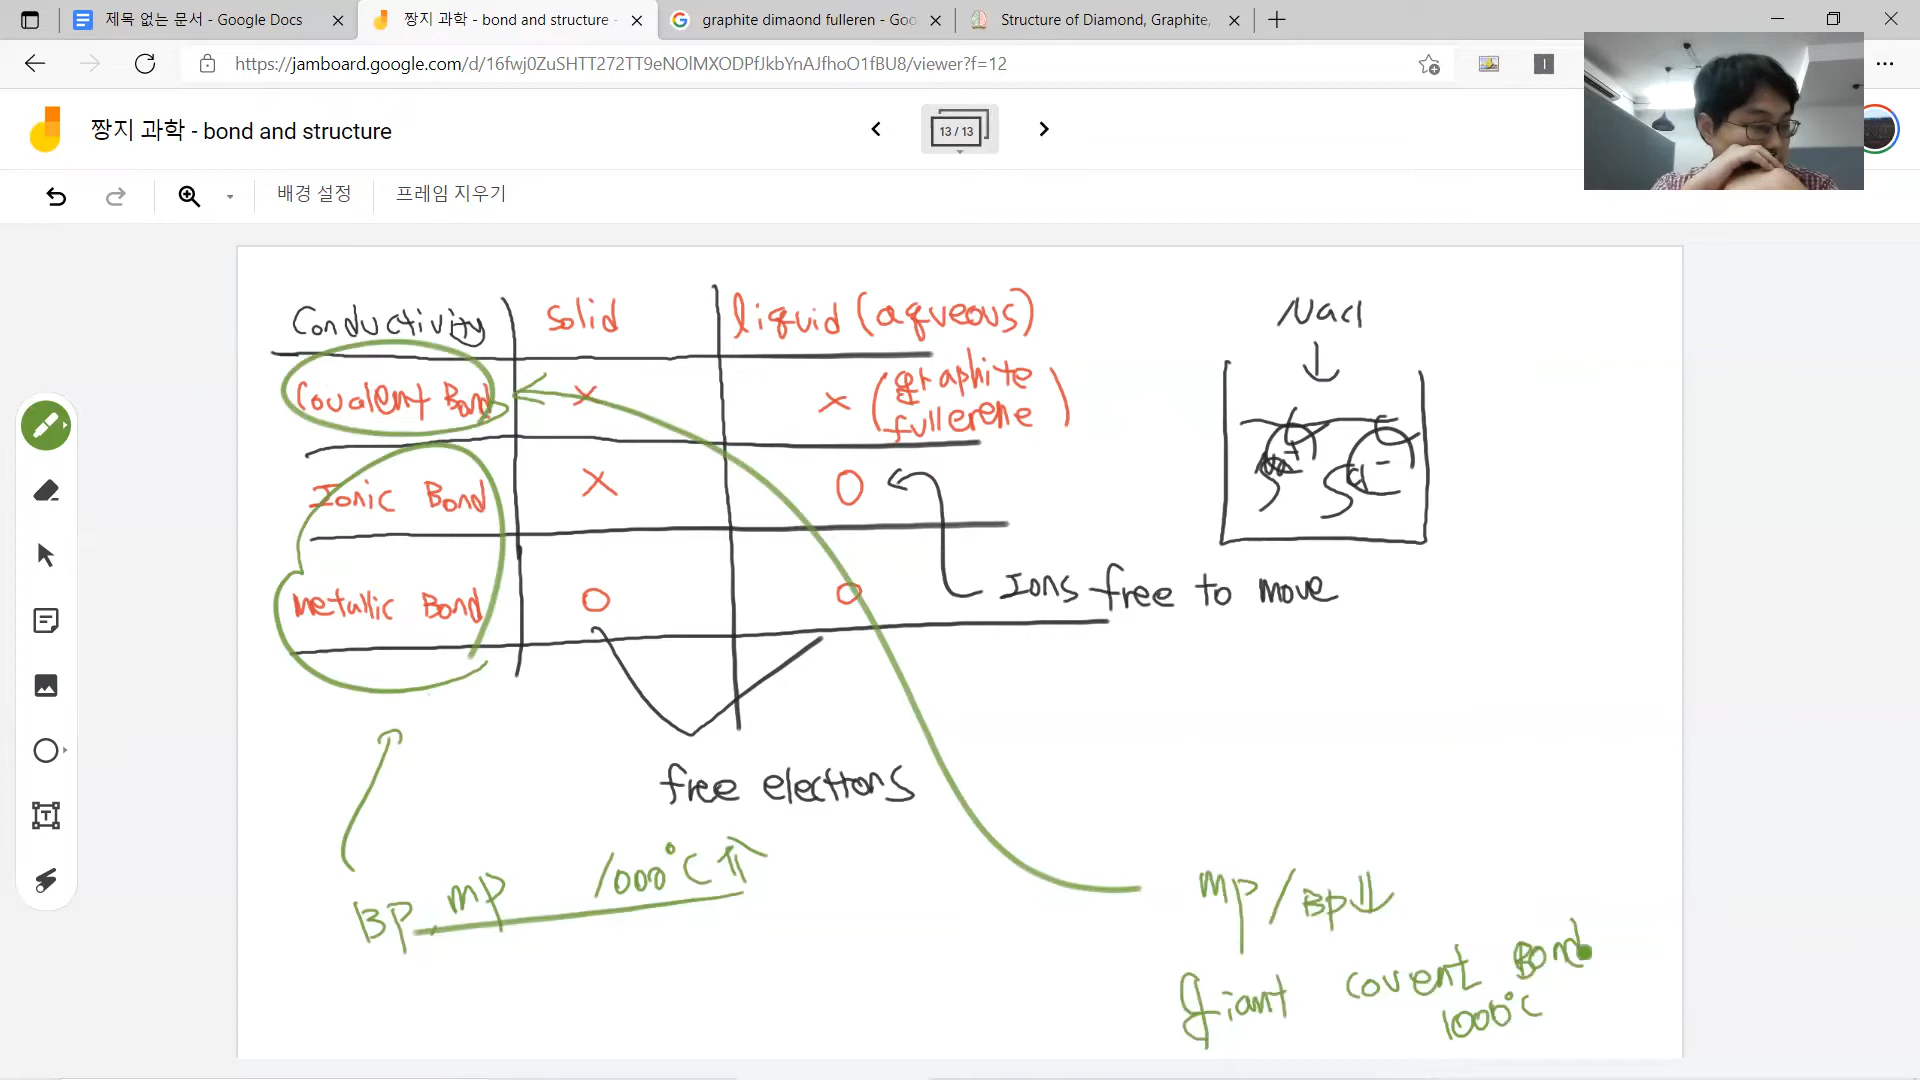 제목 없는 문서 - Google Docs
짱지 과학 - bond and structure -
graphite dimaond fulleren - Goo
Structure of Diamond, Graphite,
https://jamboard.google.com/d/16fwj0ZuSHTT272TT9eNOlMXODPfJkbYnAJfhoO1fBU8/viewer?f=12
짱지 과학 - bond and structure
13 / 13
배경 설정
프레임 지우기
Conductivity solid liquid (aqueous)
Covalent Bond × × (graphite
fullerene)
Ionic Bond X O
Metallic Bond O O
Nacl
+ -
cl
Ions free to move
free electrons
BP MP 1000°C ⇑
MP / BP⇓
giant covent Bond
1000°C